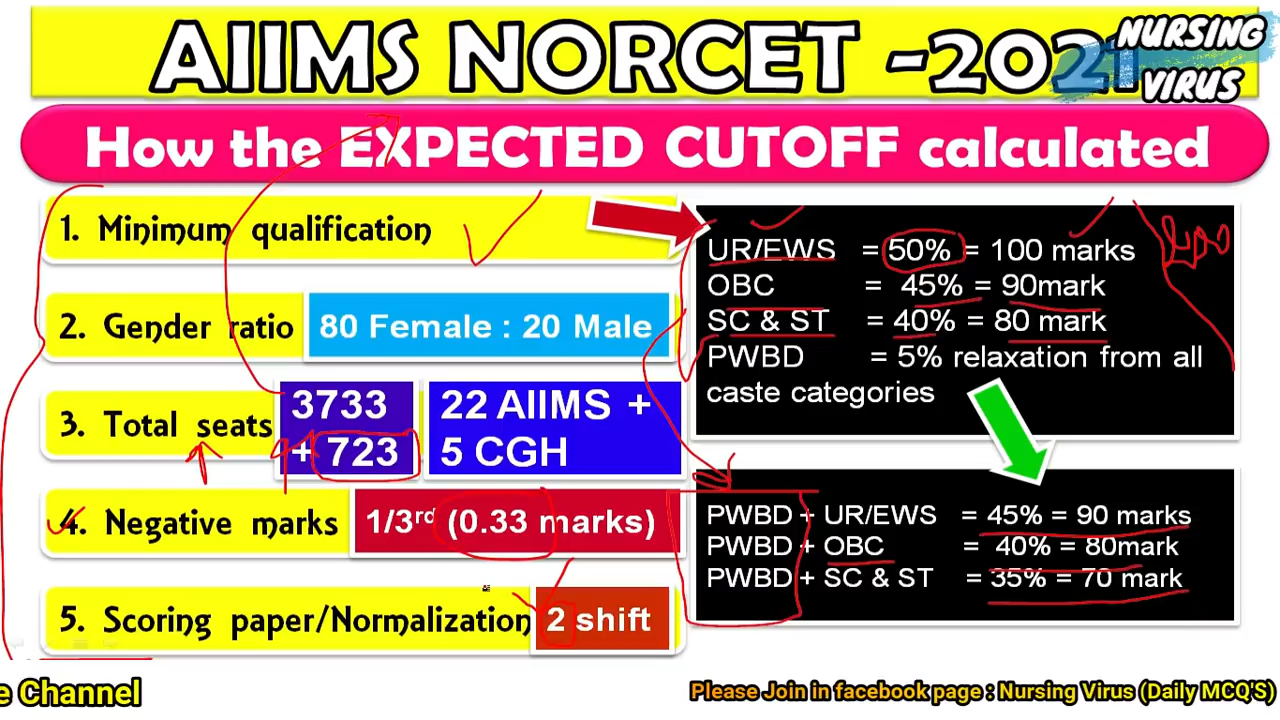 AIIMS NORCET -2021
NURSING
VIRUS
How the EXPECTED CUTOFF calculated
1. Minimum qualification
2. Gender ratio
80 Female : 20 Male
3. Total seats
3733
+ 723
22 AIIMS +
5 CGH
4. Negative marks
1/3rd (0.33 marks)
5. Scoring paper/Normalization
2 shift
UR/EWS = 50% = 100 marks
OBC = 45% = 90mark
SC & ST = 40% = 80 mark
PWBD = 5% relaxation from all
caste categories
PWBD + UR/EWS = 45% = 90 marks
PWBD + OBC = 40% = 80mark
PWBD + SC & ST = 35% = 70 mark
e Channel
Please Join in facebook page : Nursing Virus (Daily MCQ'S)